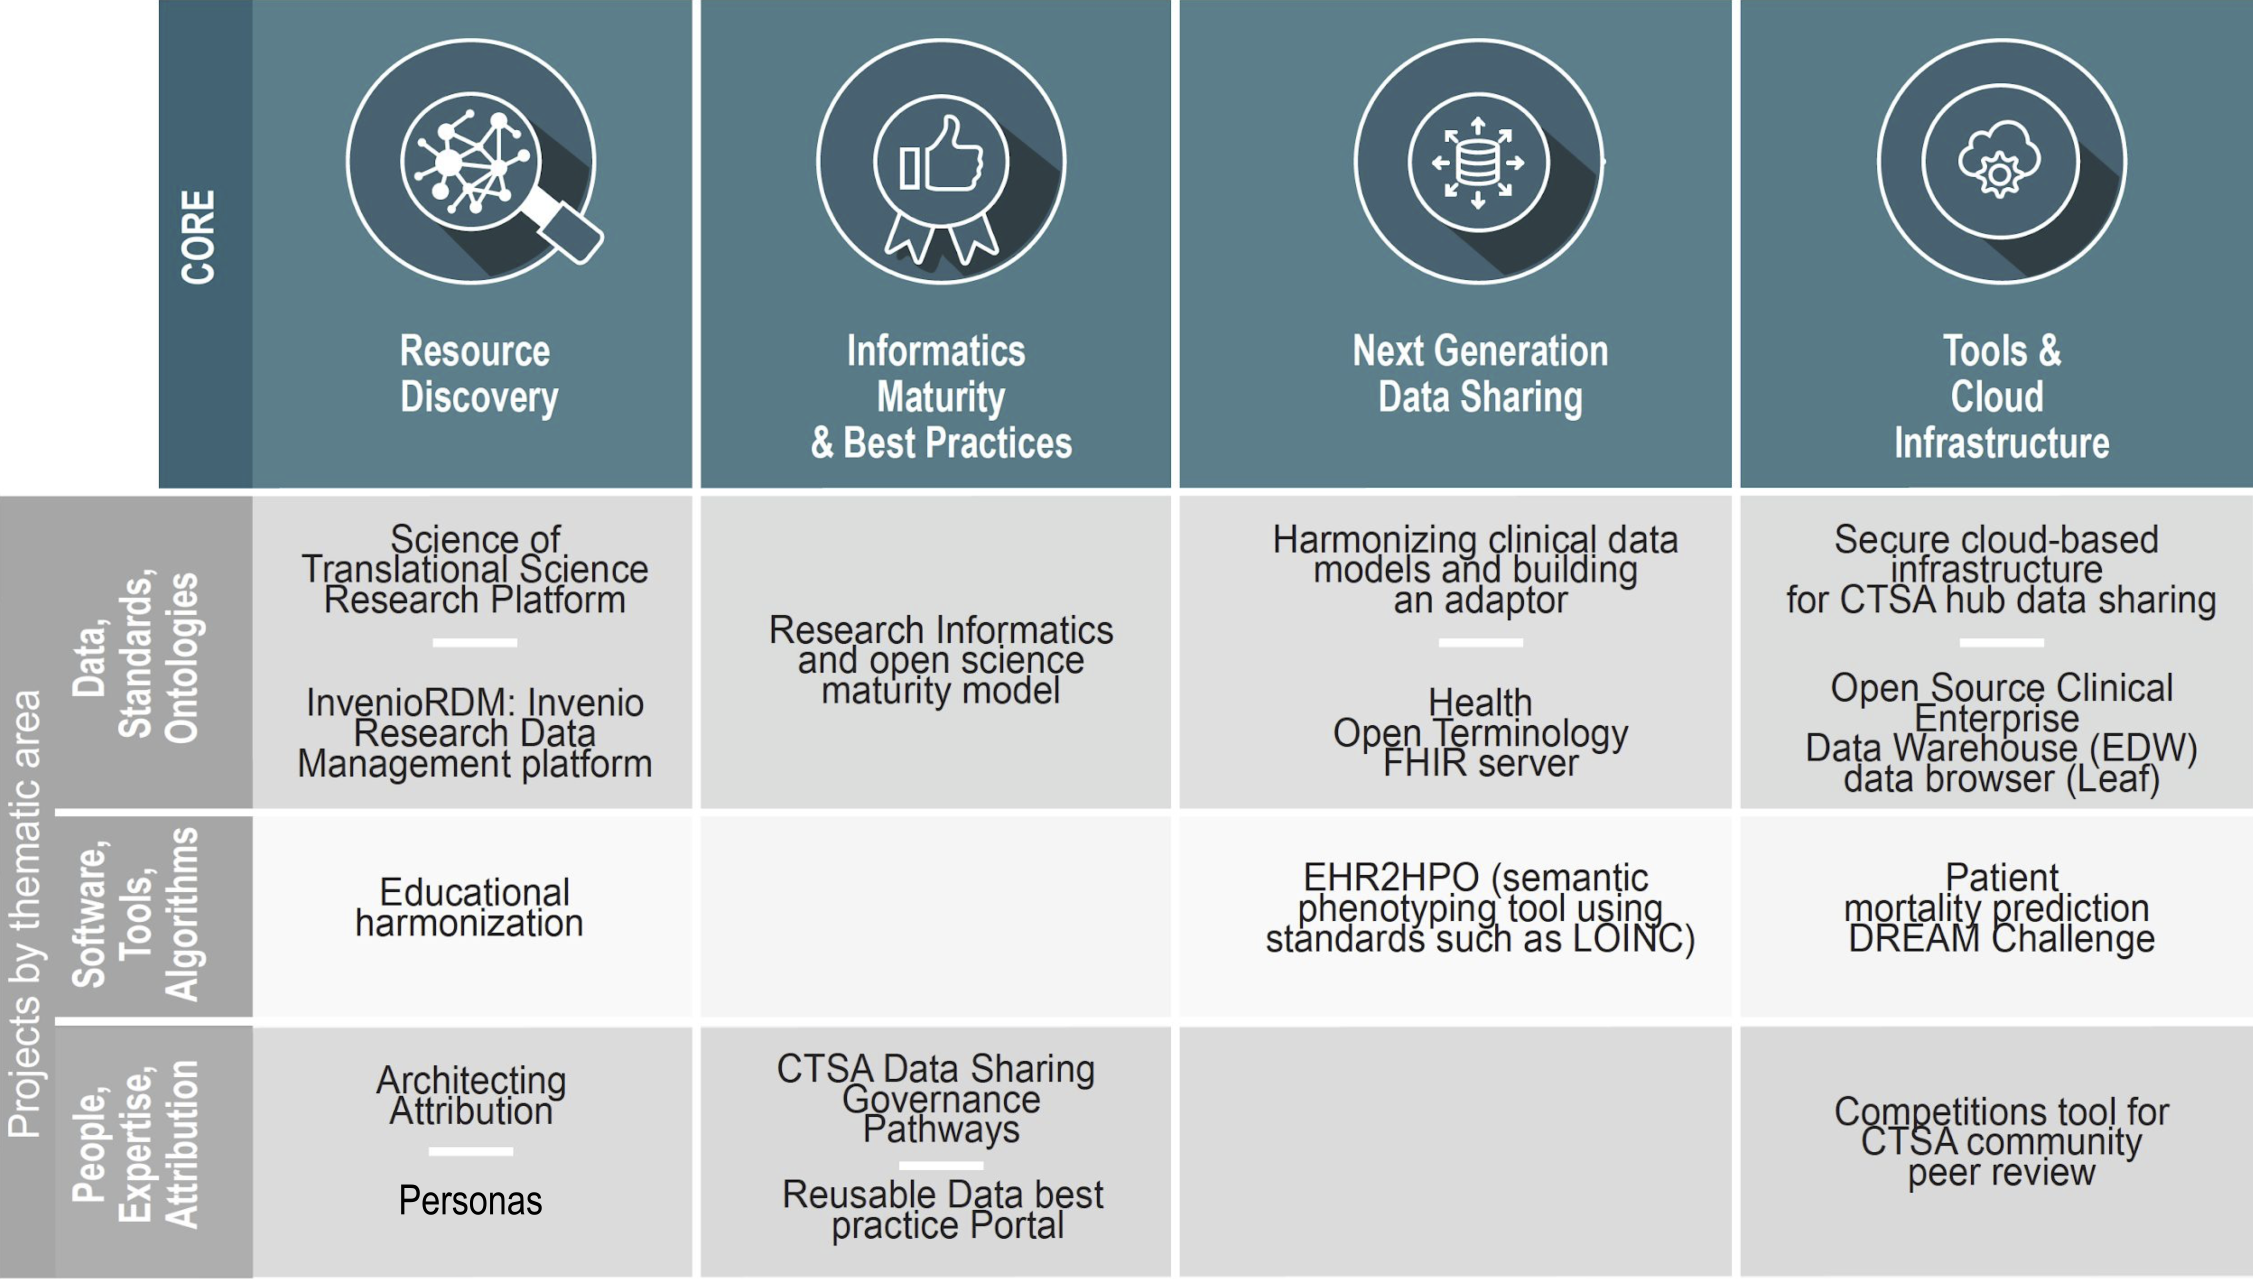 CORE
Resource
Discovery
Informatics
Maturity
& Best Practices
Next Generation
Data Sharing
Tools &
Cloud
Infrastructure
Projects by thematic area
Data,
Standards,
Ontologies
Science of
Translational Science
Research Platform
InvenioRDM: Invenio
Research Data
Management platform
Research Informatics
and open science
maturity model
Harmonizing clinical data
models and building
an adaptor
Health
Open Terminology
FHIR server
Secure cloud-based
infrastructure
for CTSA hub data sharing
Open Source Clinical
Enterprise
Data Warehouse (EDW)
data browser (Leaf)
Software,
Tools,
Algorithms
Educational
harmonization
EHR2HPO (semantic
phenotyping tool using
standards such as LOINC)
Patient
mortality prediction
DREAM Challenge
People,
Expertise,
Attribution
Architecting
Attribution
Personas
CTSA Data Sharing
Governance
Pathways
Reusable Data best
practice Portal
Competitions tool for
CTSA community
peer review